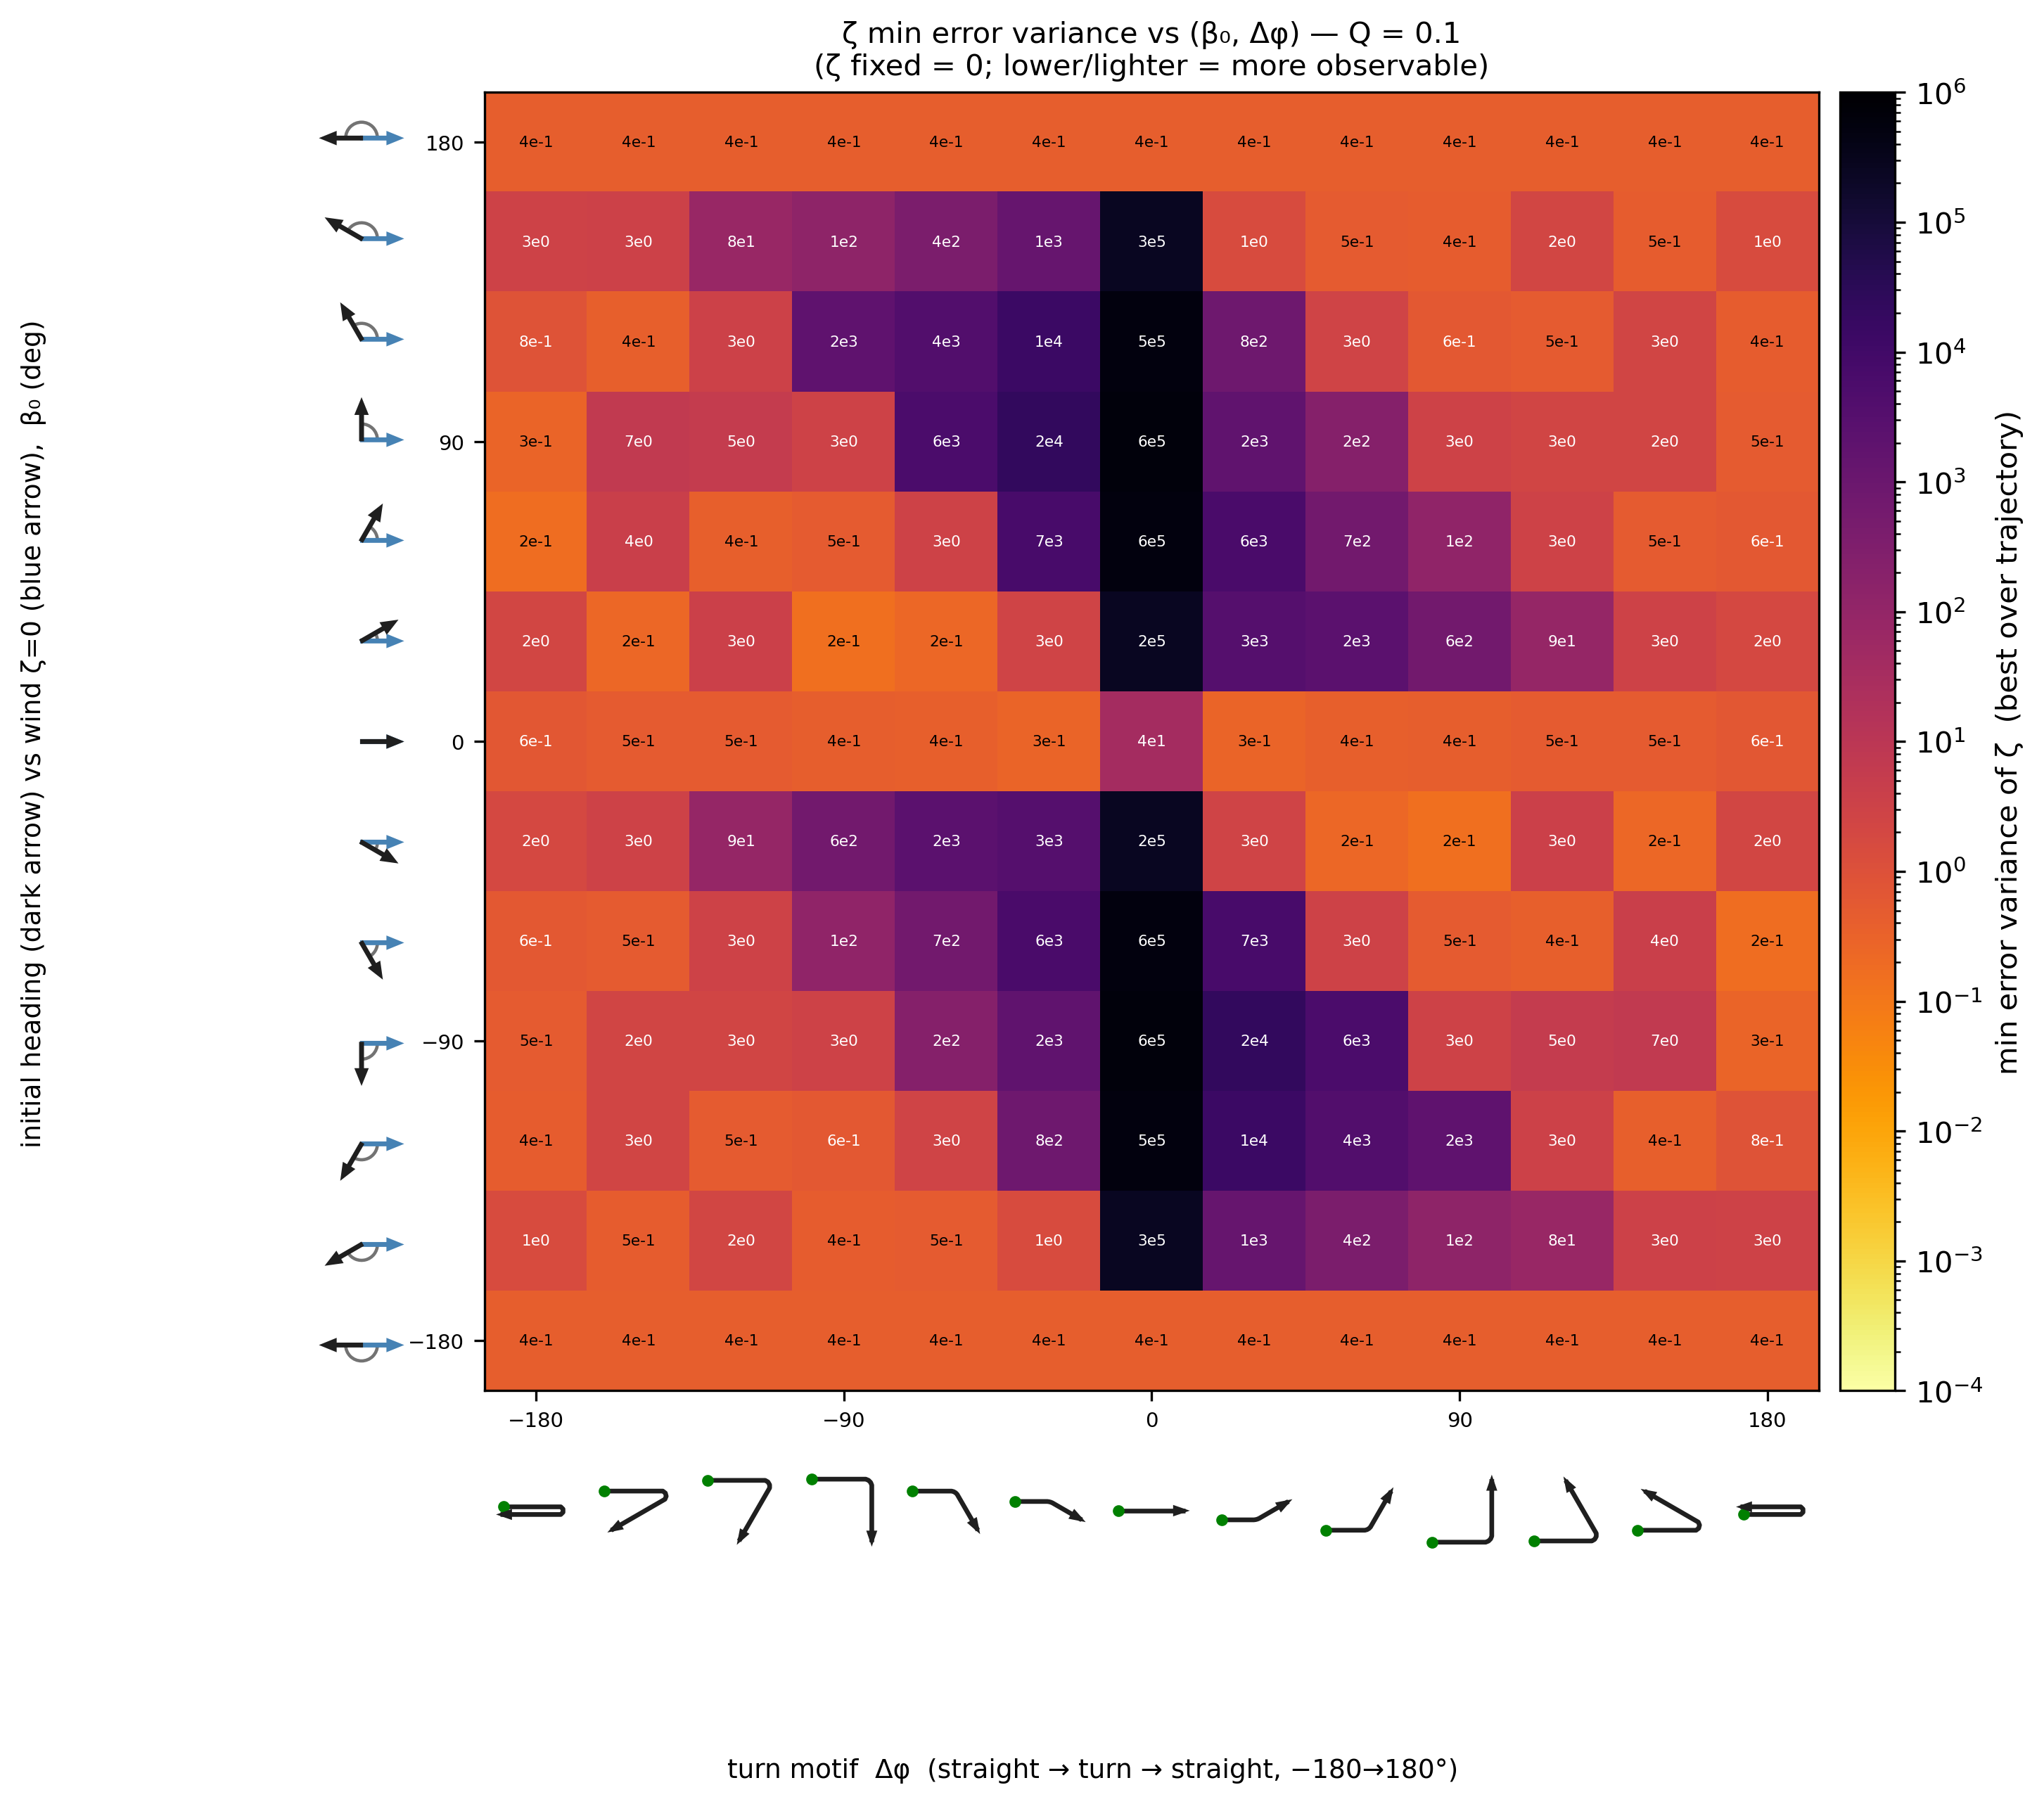 ζ min error variance vs (β₀, Δφ) — Q = 0.1
(ζ fixed = 0; lower/lighter = more observable)
initial heading (dark arrow) vs wind ζ=0 (blue arrow),  β₀ (deg)
180 4e-1 4e-1 4e-1 4e-1 4e-1 4e-1 4e-1 4e-1 4e-1 4e-1 4e-1 4e-1 4e-1
3e0 3e0 8e1 1e2 4e2 1e3 3e5 1e0 5e-1 4e-1 2e0 5e-1 1e0
8e-1 4e-1 3e0 2e3 4e3 1e4 5e5 8e2 3e0 6e-1 5e-1 3e0 4e-1
90 3e-1 7e0 5e0 3e0 6e3 2e4 6e5 2e3 2e2 3e0 3e0 2e0 5e-1
2e-1 4e0 4e-1 5e-1 3e0 7e3 6e5 6e3 7e2 1e2 3e0 5e-1 6e-1
2e0 2e-1 3e0 2e-1 2e-1 3e0 2e5 3e3 2e3 6e2 9e1 3e0 2e0
0 6e-1 5e-1 5e-1 4e-1 4e-1 3e-1 4e1 3e-1 4e-1 4e-1 5e-1 5e-1 6e-1
2e0 3e0 9e1 6e2 2e3 3e3 2e5 3e0 2e-1 2e-1 3e0 2e-1 2e0
6e-1 5e-1 3e0 1e2 7e2 6e3 6e5 7e3 3e0 5e-1 4e-1 4e0 2e-1
−90 5e-1 2e0 3e0 3e0 2e2 2e3 6e5 2e4 6e3 3e0 5e0 7e0 3e-1
4e-1 3e0 5e-1 6e-1 3e0 8e2 5e5 1e4 4e3 2e3 3e0 4e-1 8e-1
1e0 5e-1 2e0 4e-1 5e-1 1e0 3e5 1e3 4e2 1e2 8e1 3e0 3e0
−180 4e-1 4e-1 4e-1 4e-1 4e-1 4e-1 4e-1 4e-1 4e-1 4e-1 4e-1 4e-1 4e-1
−180 −90 0 90 180
turn motif  Δφ  (straight → turn → straight, −180→180°)
10⁶
10⁵
10⁴
10³
10²
10¹
10⁰
10⁻¹
10⁻²
10⁻³
10⁻⁴
min error variance of ζ  (best over trajectory)